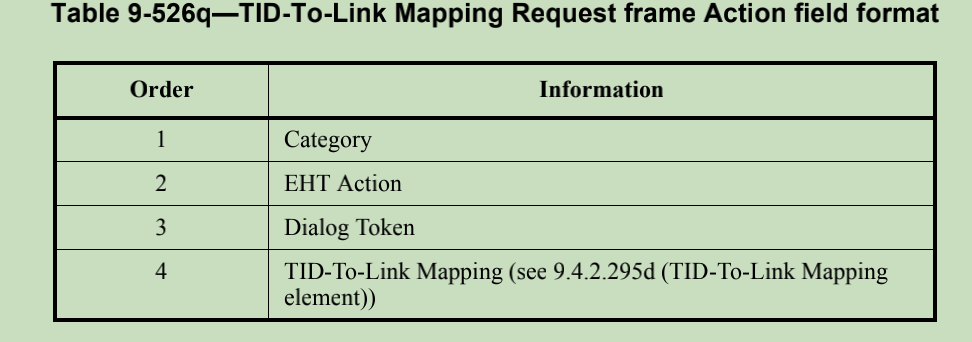 Table 9-526q—TID-To-Link Mapping Request frame Action field format
Order Information
1 Category
2 EHT Action
3 Dialog Token
4 TID-To-Link Mapping (see 9.4.2.295d (TID-To-Link Mapping
element))